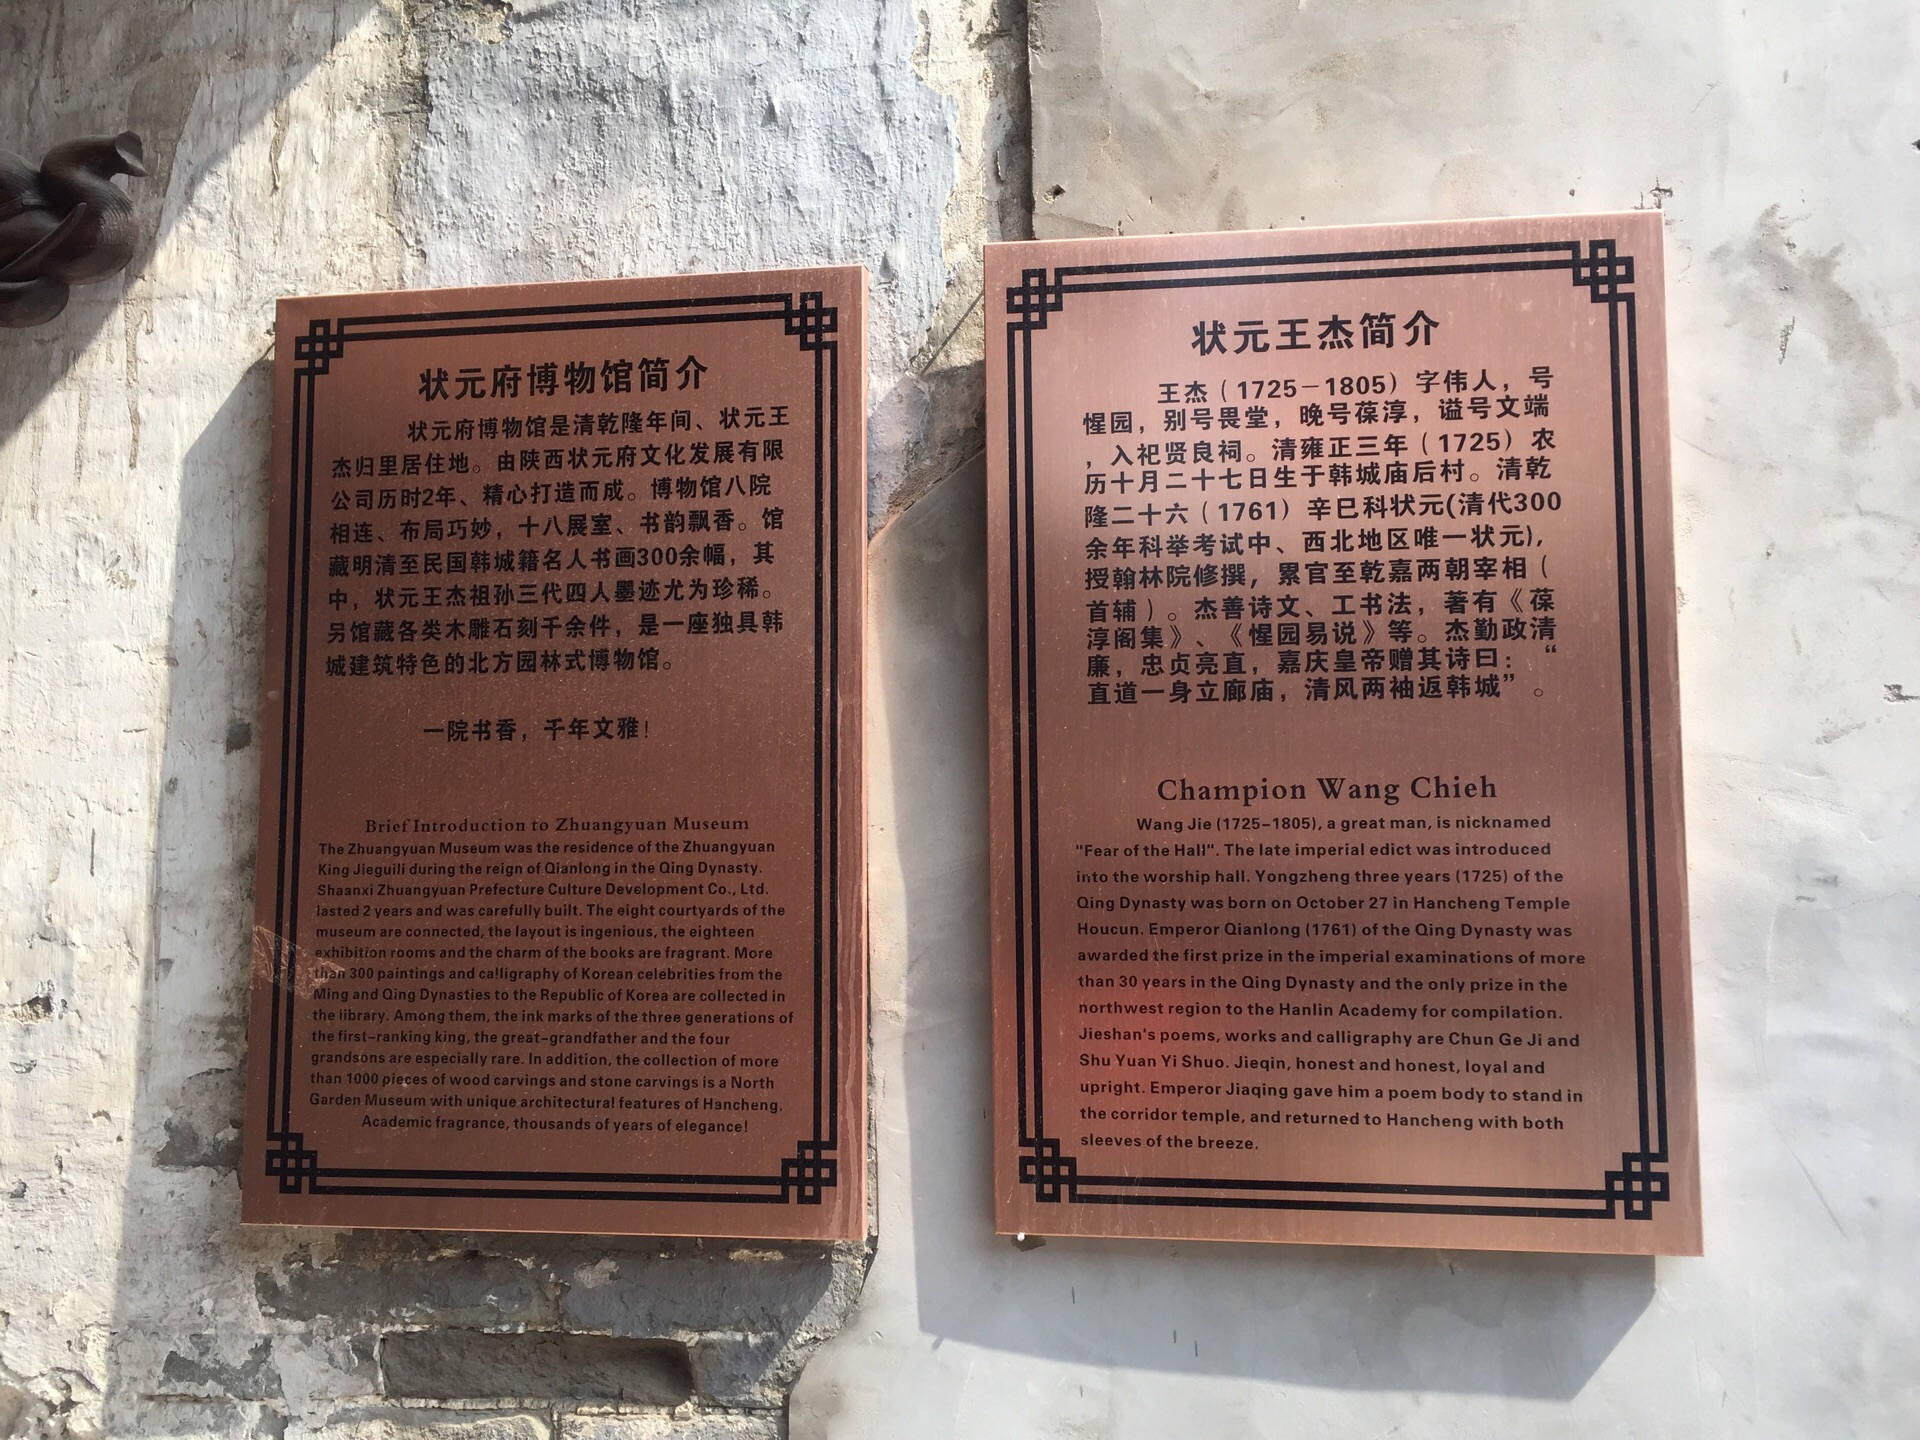 状元府博物馆简介
状元府博物馆是清乾隆年间、状元王
杰归里居住地。由陕西状元府文化发展有限
公司历时2年、精心打造而成。博物馆八院
相连、布局巧妙，十八展室、书韵飘香。馆
藏明清至民国韩城籍名人书画300余幅，其
中，状元王杰祖孙三代四人墨迹尤为珍稀。
另馆藏各类木雕石刻千余件，是一座独具韩
城建筑特色的北方园林式博物馆。
一院书香，千年文雅！
Brief Introduction to Zhuangyuan Museum
The Zhuangyuan Museum was the residence of the Zhuangyuan
King Jieguili during the reign of Qianlong in the Qing Dynasty.
Shaanxi Zhuangyuan Prefecture Culture Development Co., Ltd.
lasted 2 years and was carefully built. The eight courtyards of the
museum are connected, the layout is ingenious, the eighteen
exhibition rooms and the charm of the books are fragrant. More
than 300 paintings and calligraphy of Korean celebrities from the
Ming and Qing Dynasties to the Republic of Korea are collected in
the library. Among them, the ink marks of the three generations of
the first-ranking king, the great-grandfather and the four
grandsons are especially rare. In addition, the collection of more
than 1000 pieces of wood carvings and stone carvings is a North
Garden Museum with unique architectural features of Hancheng.
Academic fragrance, thousands of years of elegance!
状元王杰简介
王杰（1725－1805）字伟人，号
惺园，别号畏堂，晚号葆淳，谥号文端
，入祀贤良祠。清雍正三年（1725）农
历十月二十七日生于韩城庙后村。清乾
隆二十六（1761）辛巳科状元(清代300
余年科举考试中、西北地区唯一状元)，
授翰林院修撰，累官至乾嘉两朝宰相（
首辅）。杰善诗文、工书法，著有《葆
淳阁集》、《惺园易说》等。杰勤政清
廉，忠贞亮直，嘉庆皇帝赠其诗曰：“
直道一身立廊庙，清风两袖返韩城”。
Champion Wang Chieh
Wang Jie (1725-1805), a great man, is nicknamed
"Fear of the Hall". The late imperial edict was introduced
into the worship hall. Yongzheng three years (1725) of the
Qing Dynasty was born on October 27 in Hancheng Temple
Houcun. Emperor Qianlong (1761) of the Qing Dynasty was
awarded the first prize in the imperial examinations of more
than 30 years in the Qing Dynasty and the only prize in the
northwest region to the Hanlin Academy for compilation.
Jieshan's poems, works and calligraphy are Chun Ge Ji and
Shu Yuan Yi Shuo. Jieqin, honest and honest, loyal and
upright. Emperor Jiaqing gave him a poem body to stand in
the corridor temple, and returned to Hancheng with both
sleeves of the breeze.